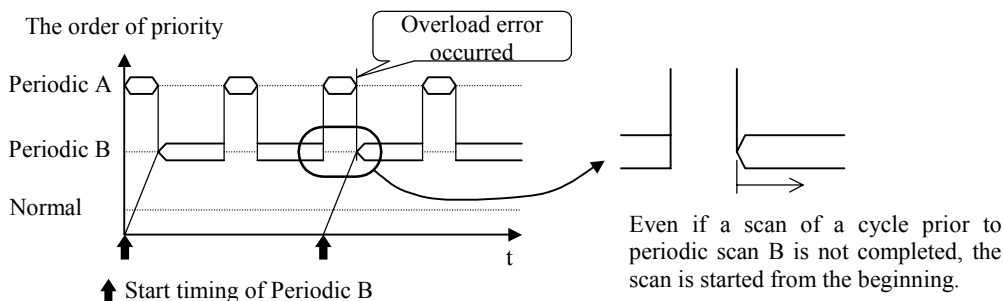 The order of priority
Overload error
occurred
Periodic A
Periodic B
Normal
t
Start timing of Periodic B
Even if a scan of a cycle prior to
periodic scan B is not completed, the
scan is started from the beginning.